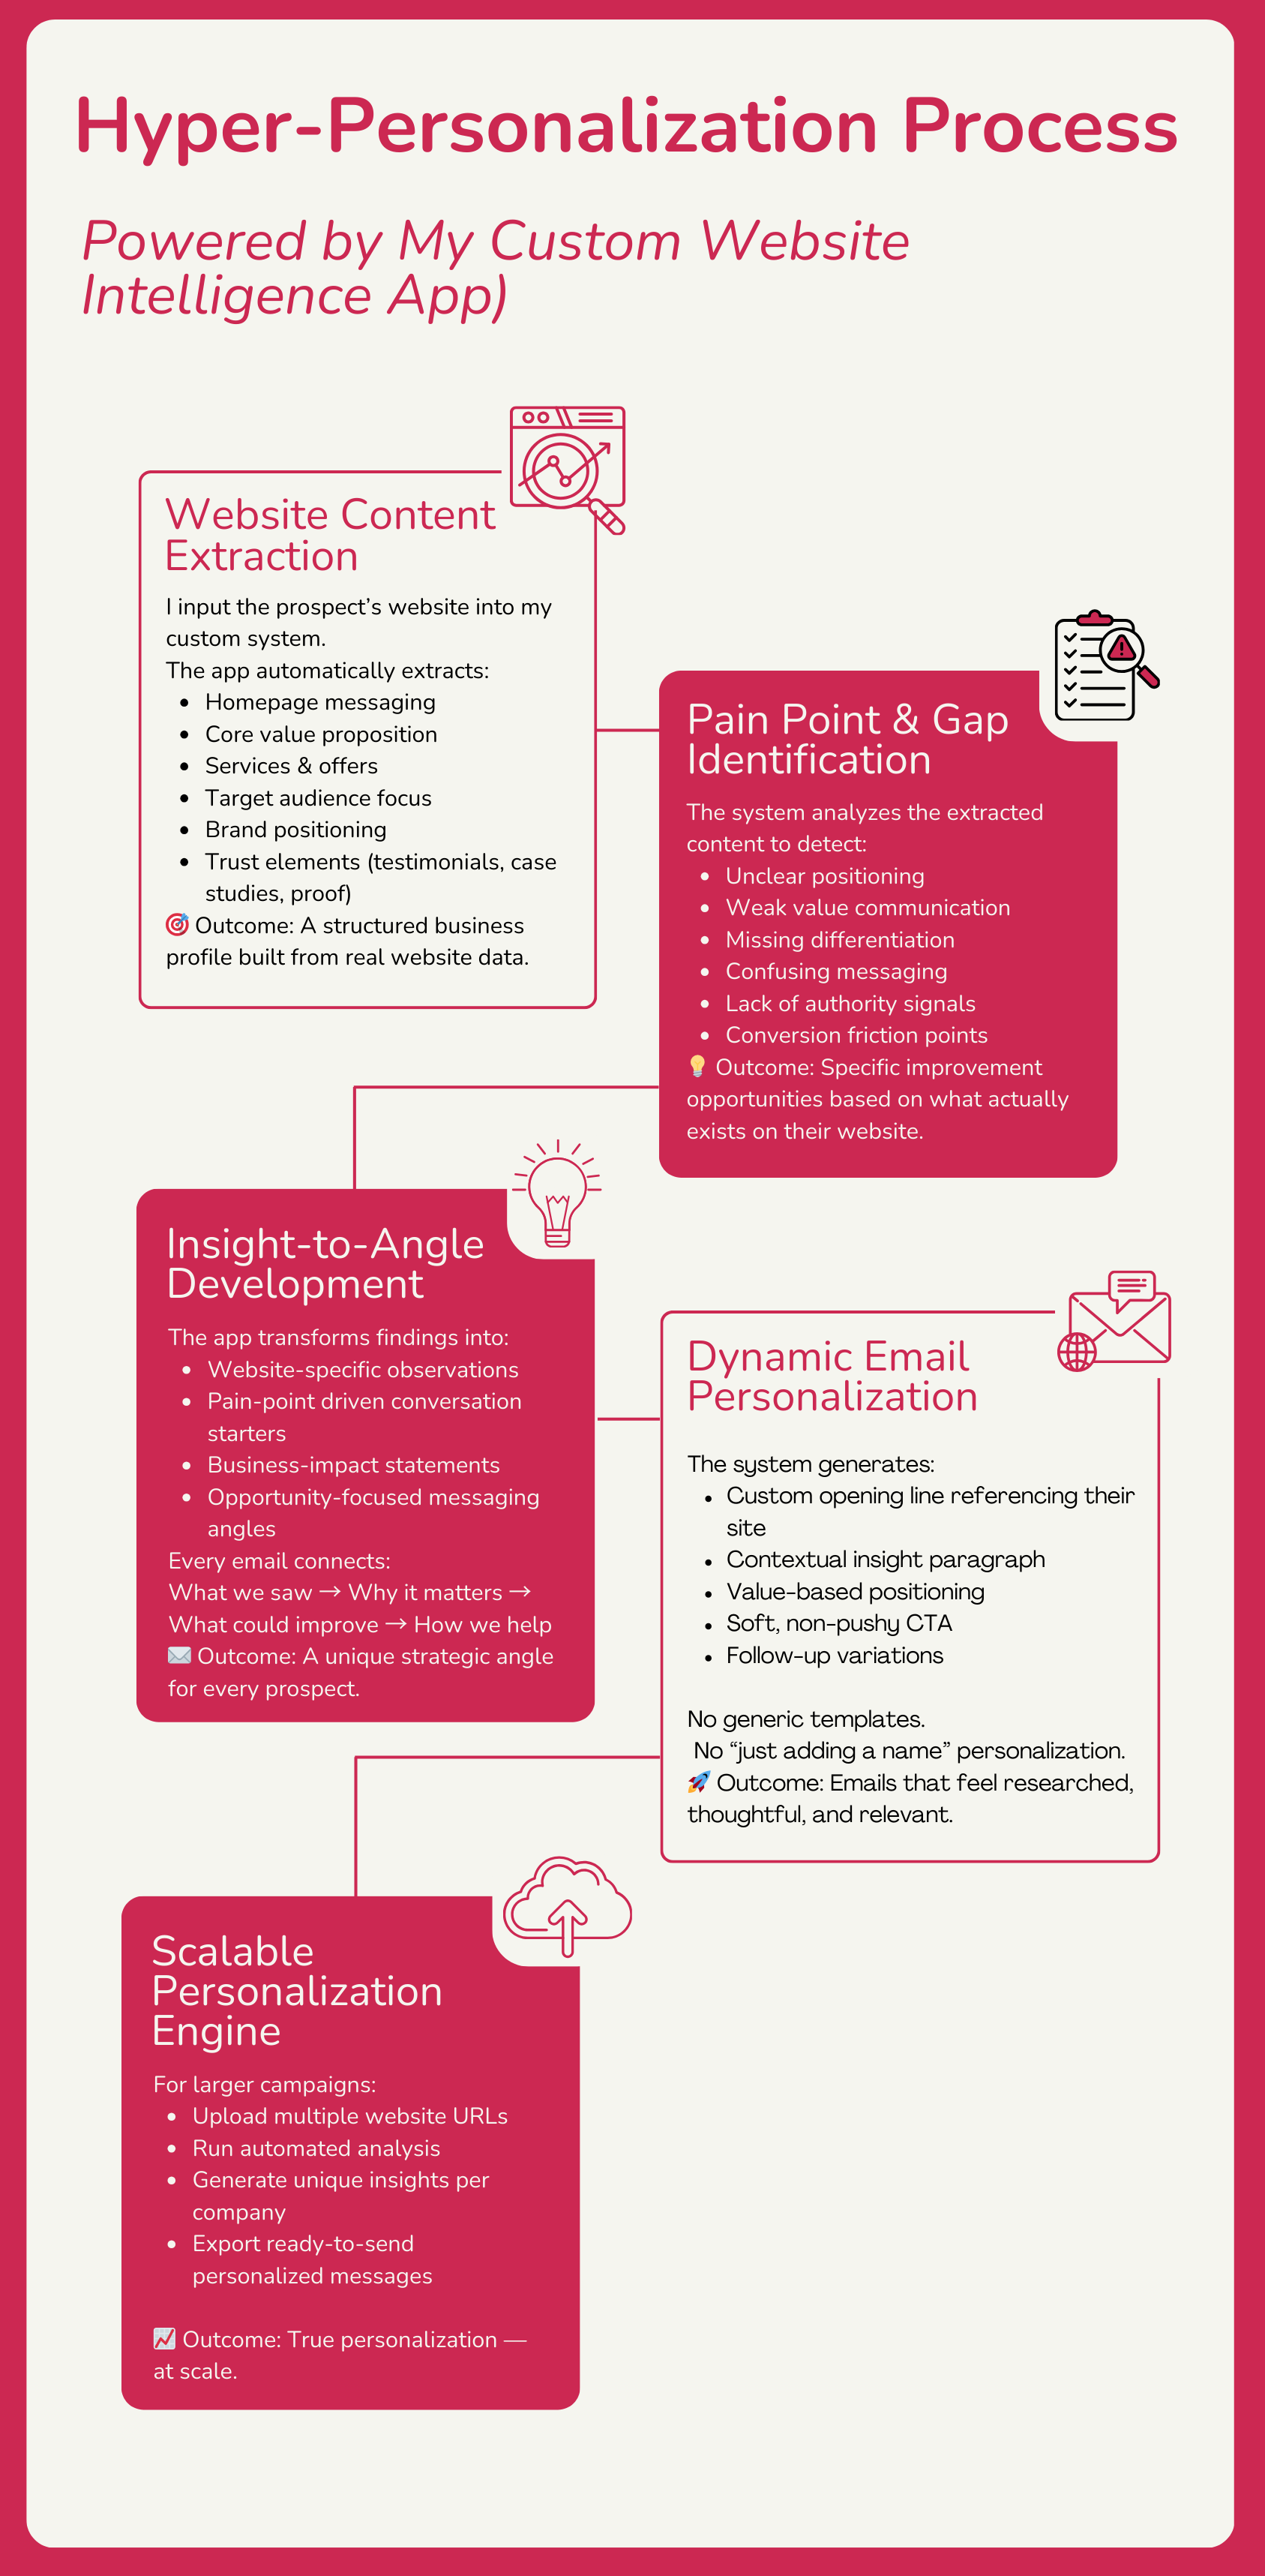 Hyper-Personalization Process
Powered by My Custom Website
Intelligence App)
Website Content
Extraction
I input the prospect’s website into my
custom system.
The app automatically extracts:
• Homepage messaging
• Core value proposition
• Services & offers
• Target audience focus
• Brand positioning
• Trust elements (testimonials, case
studies, proof)
🎯 Outcome: A structured business
profile built from real website data.
Pain Point & Gap
Identification
The system analyzes the extracted
content to detect:
• Unclear positioning
• Weak value communication
• Missing differentiation
• Confusing messaging
• Lack of authority signals
• Conversion friction points
💡 Outcome: Specific improvement
opportunities based on what actually
exists on their website.
Insight-to-Angle
Development
The app transforms findings into:
• Website-specific observations
• Pain-point driven conversation
starters
• Business-impact statements
• Opportunity-focused messaging
angles
Every email connects:
What we saw → Why it matters →
What could improve → How we help
✉️ Outcome: A unique strategic angle
for every prospect.
Dynamic Email
Personalization
The system generates:
• Custom opening line referencing their
site
• Contextual insight paragraph
• Value-based positioning
• Soft, non-pushy CTA
• Follow-up variations
No generic templates.
No “just adding a name” personalization.
🚀 Outcome: Emails that feel researched,
thoughtful, and relevant.
Scalable
Personalization
Engine
For larger campaigns:
• Upload multiple website URLs
• Run automated analysis
• Generate unique insights per
company
• Export ready-to-send
personalized messages
📈 Outcome: True personalization —
at scale.